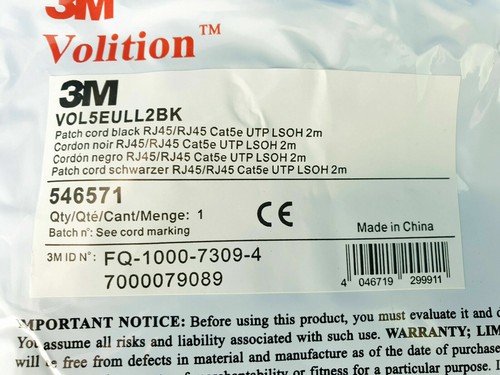 3M
Volition™
3M
VOL5EULL2BK
Patch cord black RJ45/RJ45 Cat5e UTP LSOH 2m
Cordon noir RJ45/RJ45 Cat5e UTP LSOH 2m
Cordón negro RJ45/RJ45 Cat5e UTP LSOH 2m
Patch cord schwarzer RJ45/RJ45 Cat5e UTP LSOH 2m
546571
Qty/Qté/Cant/Menge: 1
Batch n°: See cord marking
CE
Made in China
3M ID N°: FQ-1000-7309-4
7000079089
4 046719 299911
IMPORTANT NOTICE: Before using this product, you must evaluate it and
You assume all risks and liability associated with such use. WARRANTY; LIM
will be free from defects in material and manufacture as of the date of purchase
or fitness for a particular purpose.